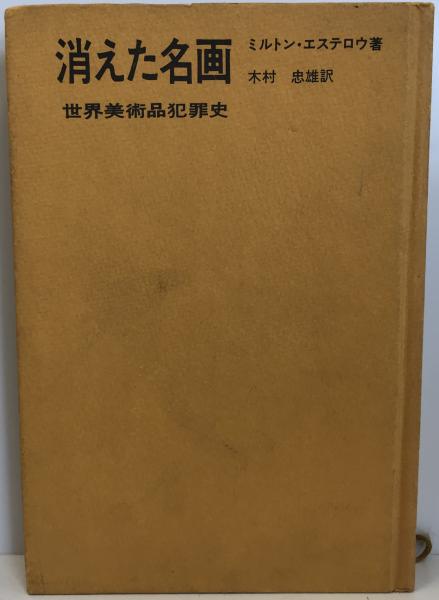 消えた名画
世界美術品犯罪史
ミルトン・エステロウ著
木村 忠雄訳